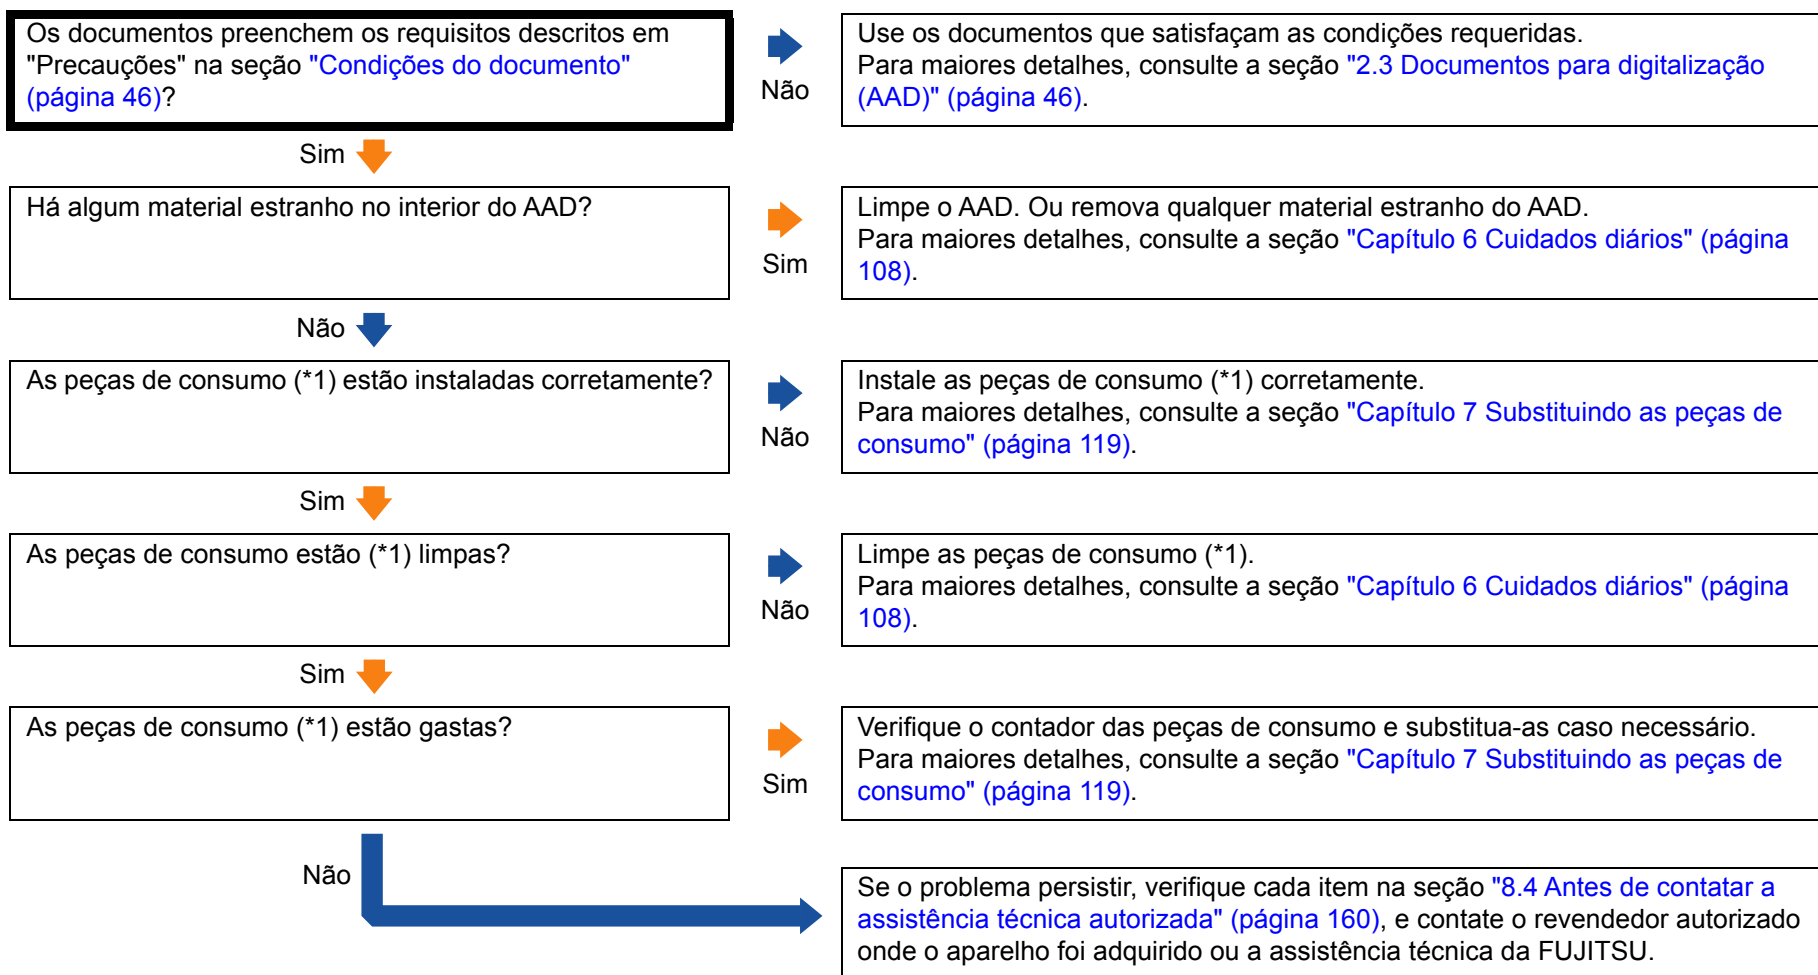 Os documentos preenchem os requisitos descritos em
"Precauções" na seção "Condições do documento"
(página 46)?
Não
Use os documentos que satisfaçam as condições requeridas.
Para maiores detalhes, consulte a seção "2.3 Documentos para digitalização
(AAD)" (página 46).
Sim
Há algum material estranho no interior do AAD?
Sim
Limpe o AAD. Ou remova qualquer material estranho do AAD.
Para maiores detalhes, consulte a seção "Capítulo 6 Cuidados diários" (página
108).
Não
As peças de consumo (*1) estão instaladas corretamente?
Não
Instale as peças de consumo (*1) corretamente.
Para maiores detalhes, consulte a seção "Capítulo 7 Substituindo as peças de
consumo" (página 119).
Sim
As peças de consumo estão (*1) limpas?
Não
Limpe as peças de consumo (*1).
Para maiores detalhes, consulte a seção "Capítulo 6 Cuidados diários" (página
108).
Sim
As peças de consumo (*1) estão gastas?
Sim
Verifique o contador das peças de consumo e substitua-as caso necessário.
Para maiores detalhes, consulte a seção "Capítulo 7 Substituindo as peças de
consumo" (página 119).
Não
Se o problema persistir, verifique cada item na seção "8.4 Antes de contatar a
assistência técnica autorizada" (página 160), e contate o revendedor autorizado
onde o aparelho foi adquirido ou a assistência técnica da FUJITSU.